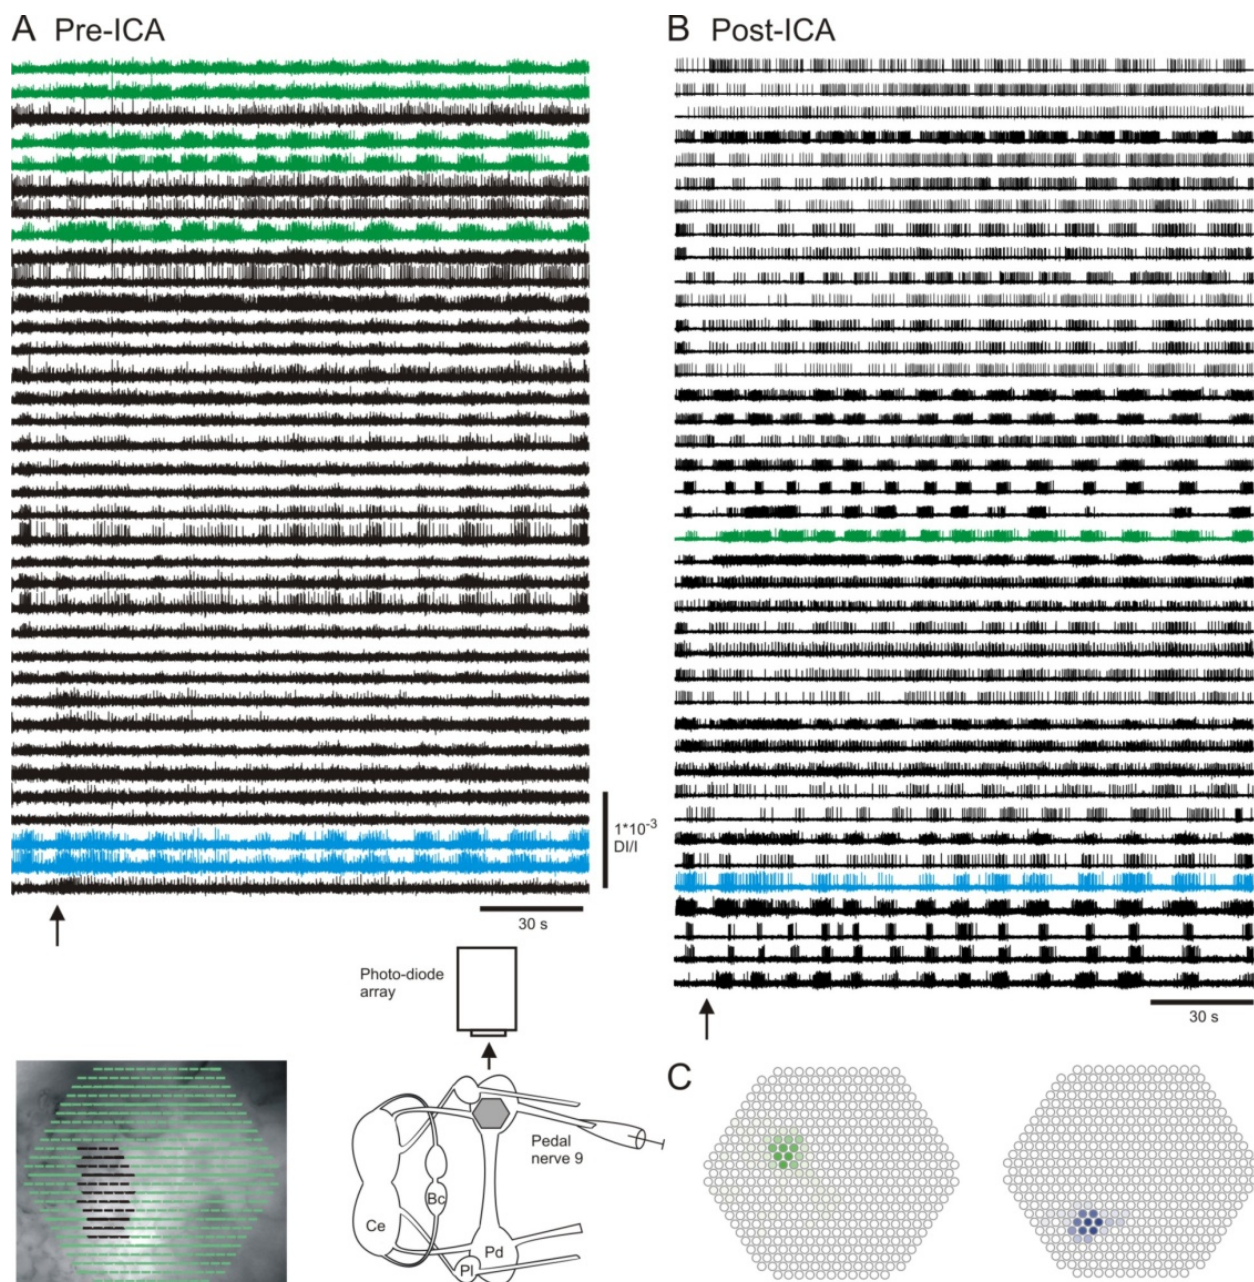 A Pre-ICA
B Post-ICA
1*10-3
DI/I
30 s
30 s
Photo-diode
array
Pedal
nerve 9
Bc
Ce
Pd
Pl
C